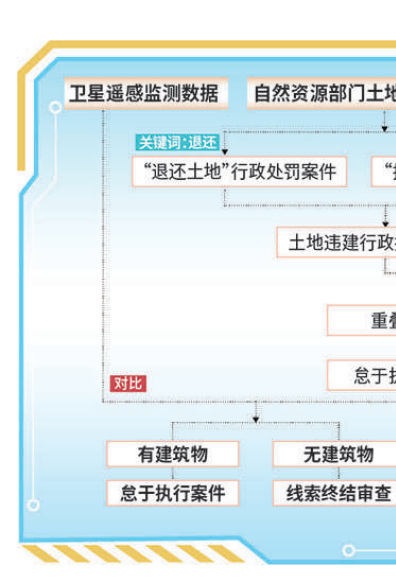 卫星遥感监测数据
自然资源部门土地
关键词:退还
“退还土地”行政处罚案件
土地违建行政
重
怠于
对比
有建筑物
无建筑物
怠于执行案件
线索终结审查